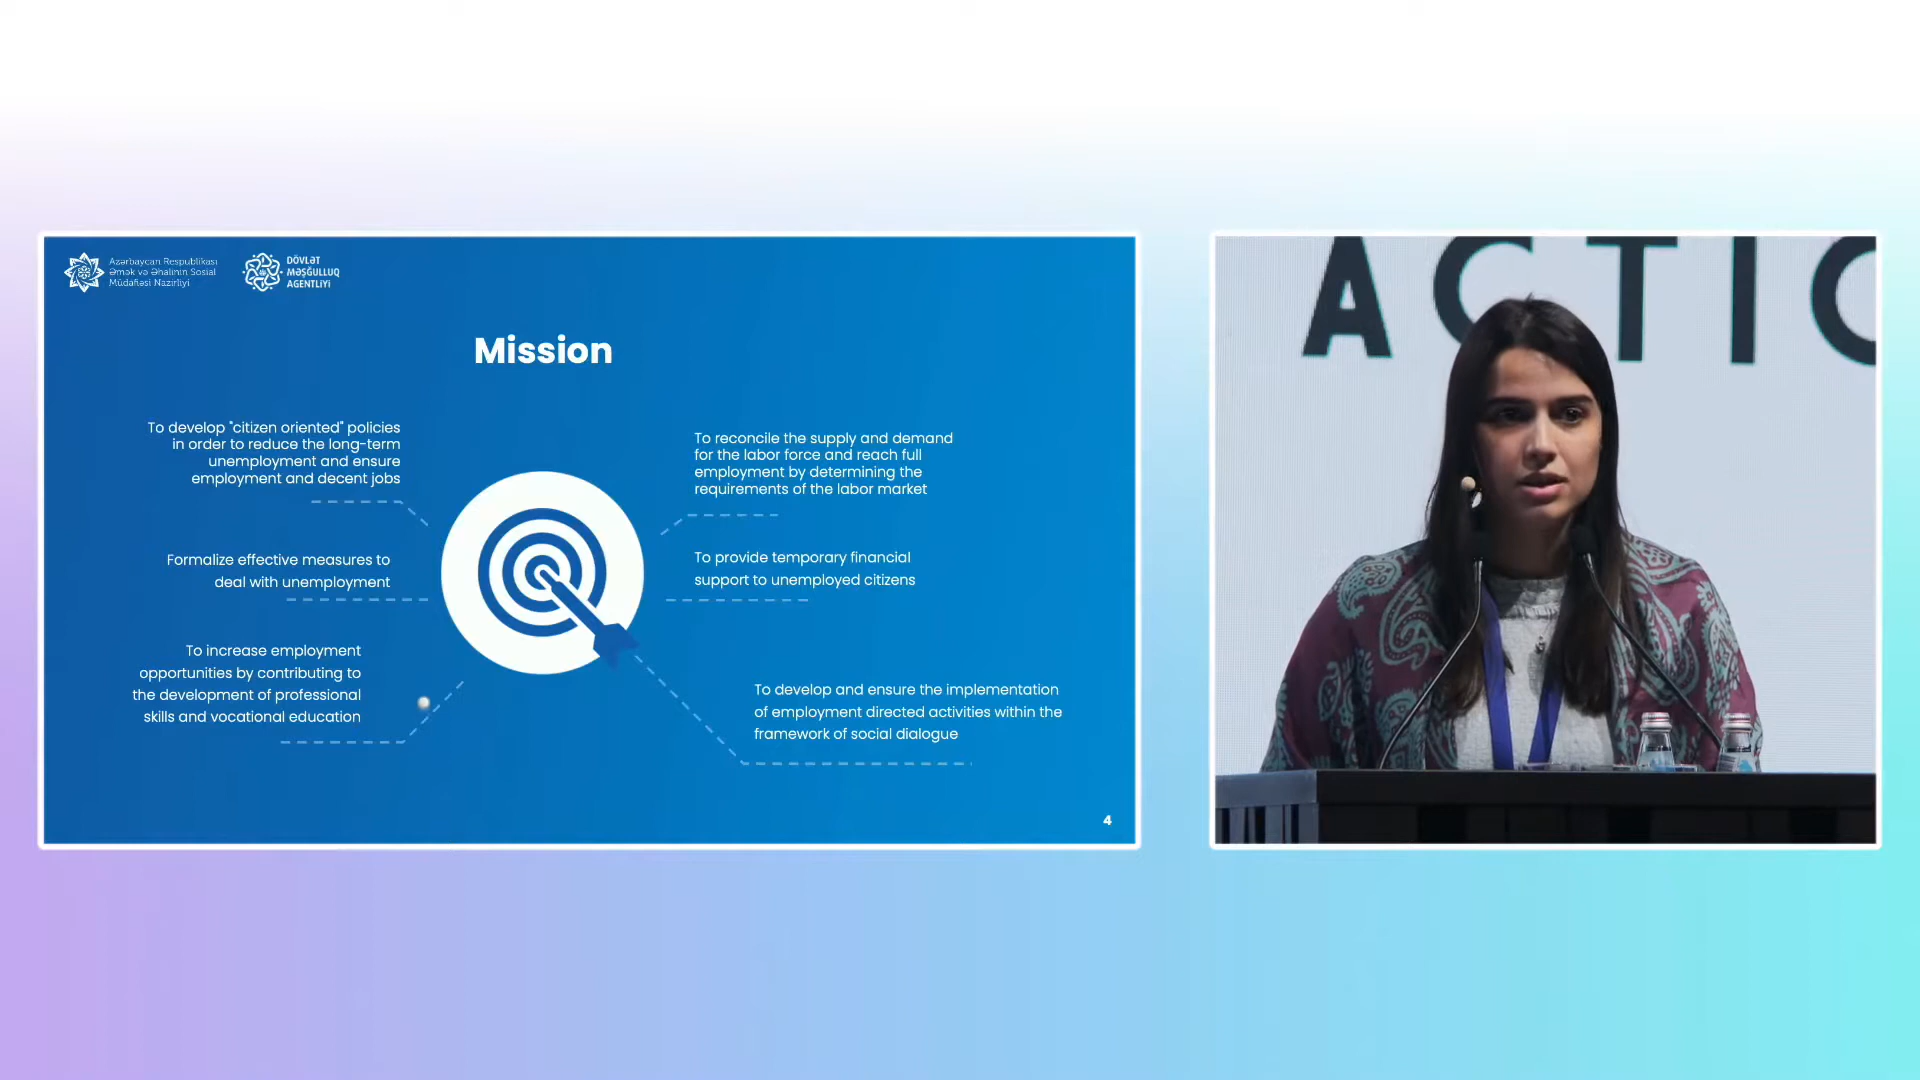 Azərbaycan Respublikası
Əmək və Əhalinin Sosial
Müdafiəsi Nazirliyi
DÖVLƏT
MƏŞĞULLUQ
AGENTLİYİ
Mission
To develop "citizen oriented" policies
in order to reduce the long-term
unemployment and ensure
employment and decent jobs
Formalize effective measures to
deal with unemployment
To increase employment
opportunities by contributing to
the development of professional
skills and vocational education
To reconcile the supply and demand
for the labor force and reach full
employment by determining the
requirements of the labor market
To provide temporary financial
support to unemployed citizens
To develop and ensure the implementation
of employment directed activities within the
framework of social dialogue
4
ACTIO